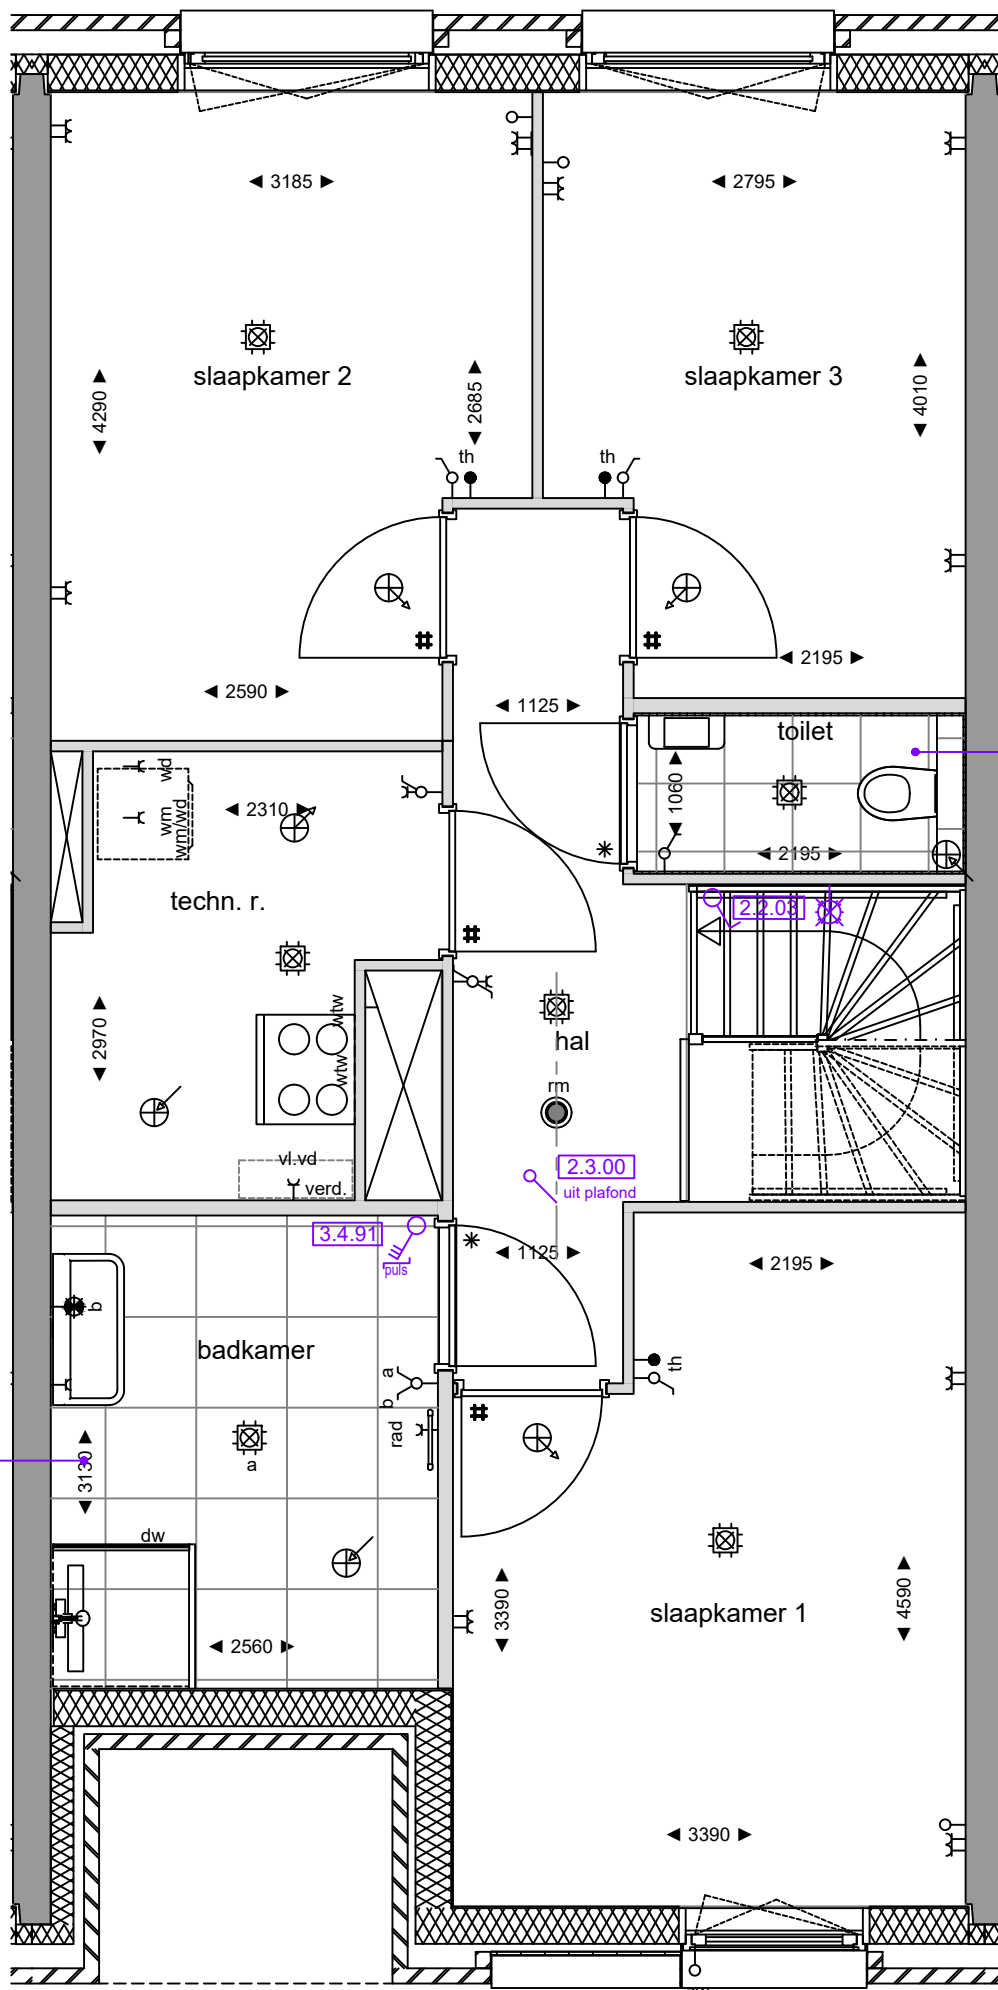 3185
2795
slaapkamer 2
slaapkamer 3
4290
2685
4010
th
th
2195
2590
1125
toilet
wd
wm
wm/wd
2310
1060
2195
techn. r.
2.2.03
wtw
wtw
2970
hal
rm
vl.vd
verd.
2.3.00
uit plafond
3.4.91
puls
1125
2195
b
badkamer
th
a
b
rad
a
3130
dw
3390
4590
slaapkamer 1
2560
3390